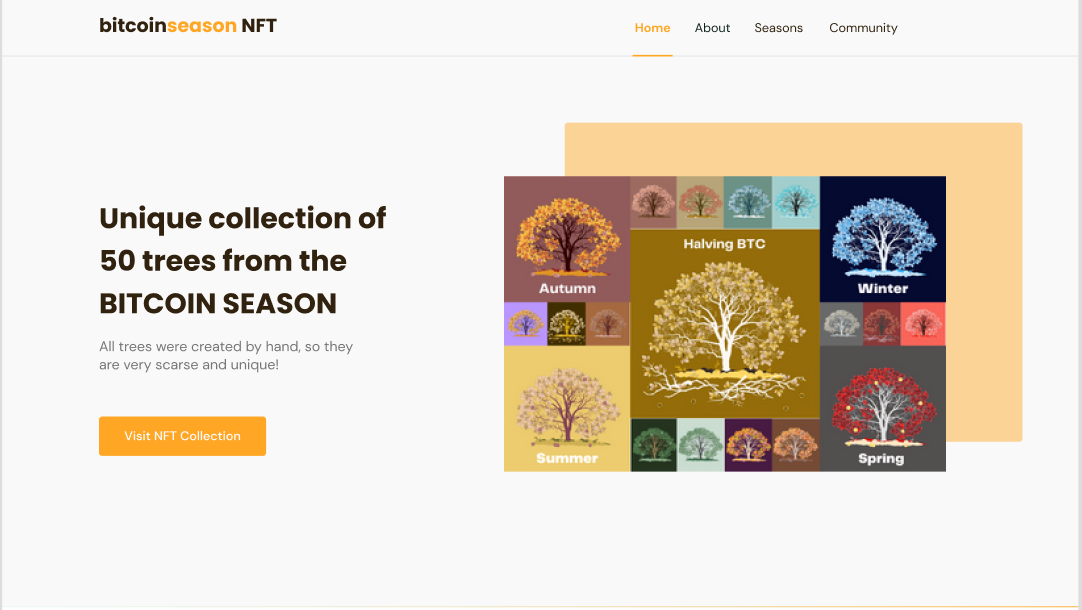 bitcoinseason NFT
Home About Seasons Community
Unique collection of
50 trees from the
BITCOIN SEASON
All trees were created by hand, so they
are very scarse and unique!
Visit NFT Collection
Halving BTC
Autumn
Winter
Summer
Spring